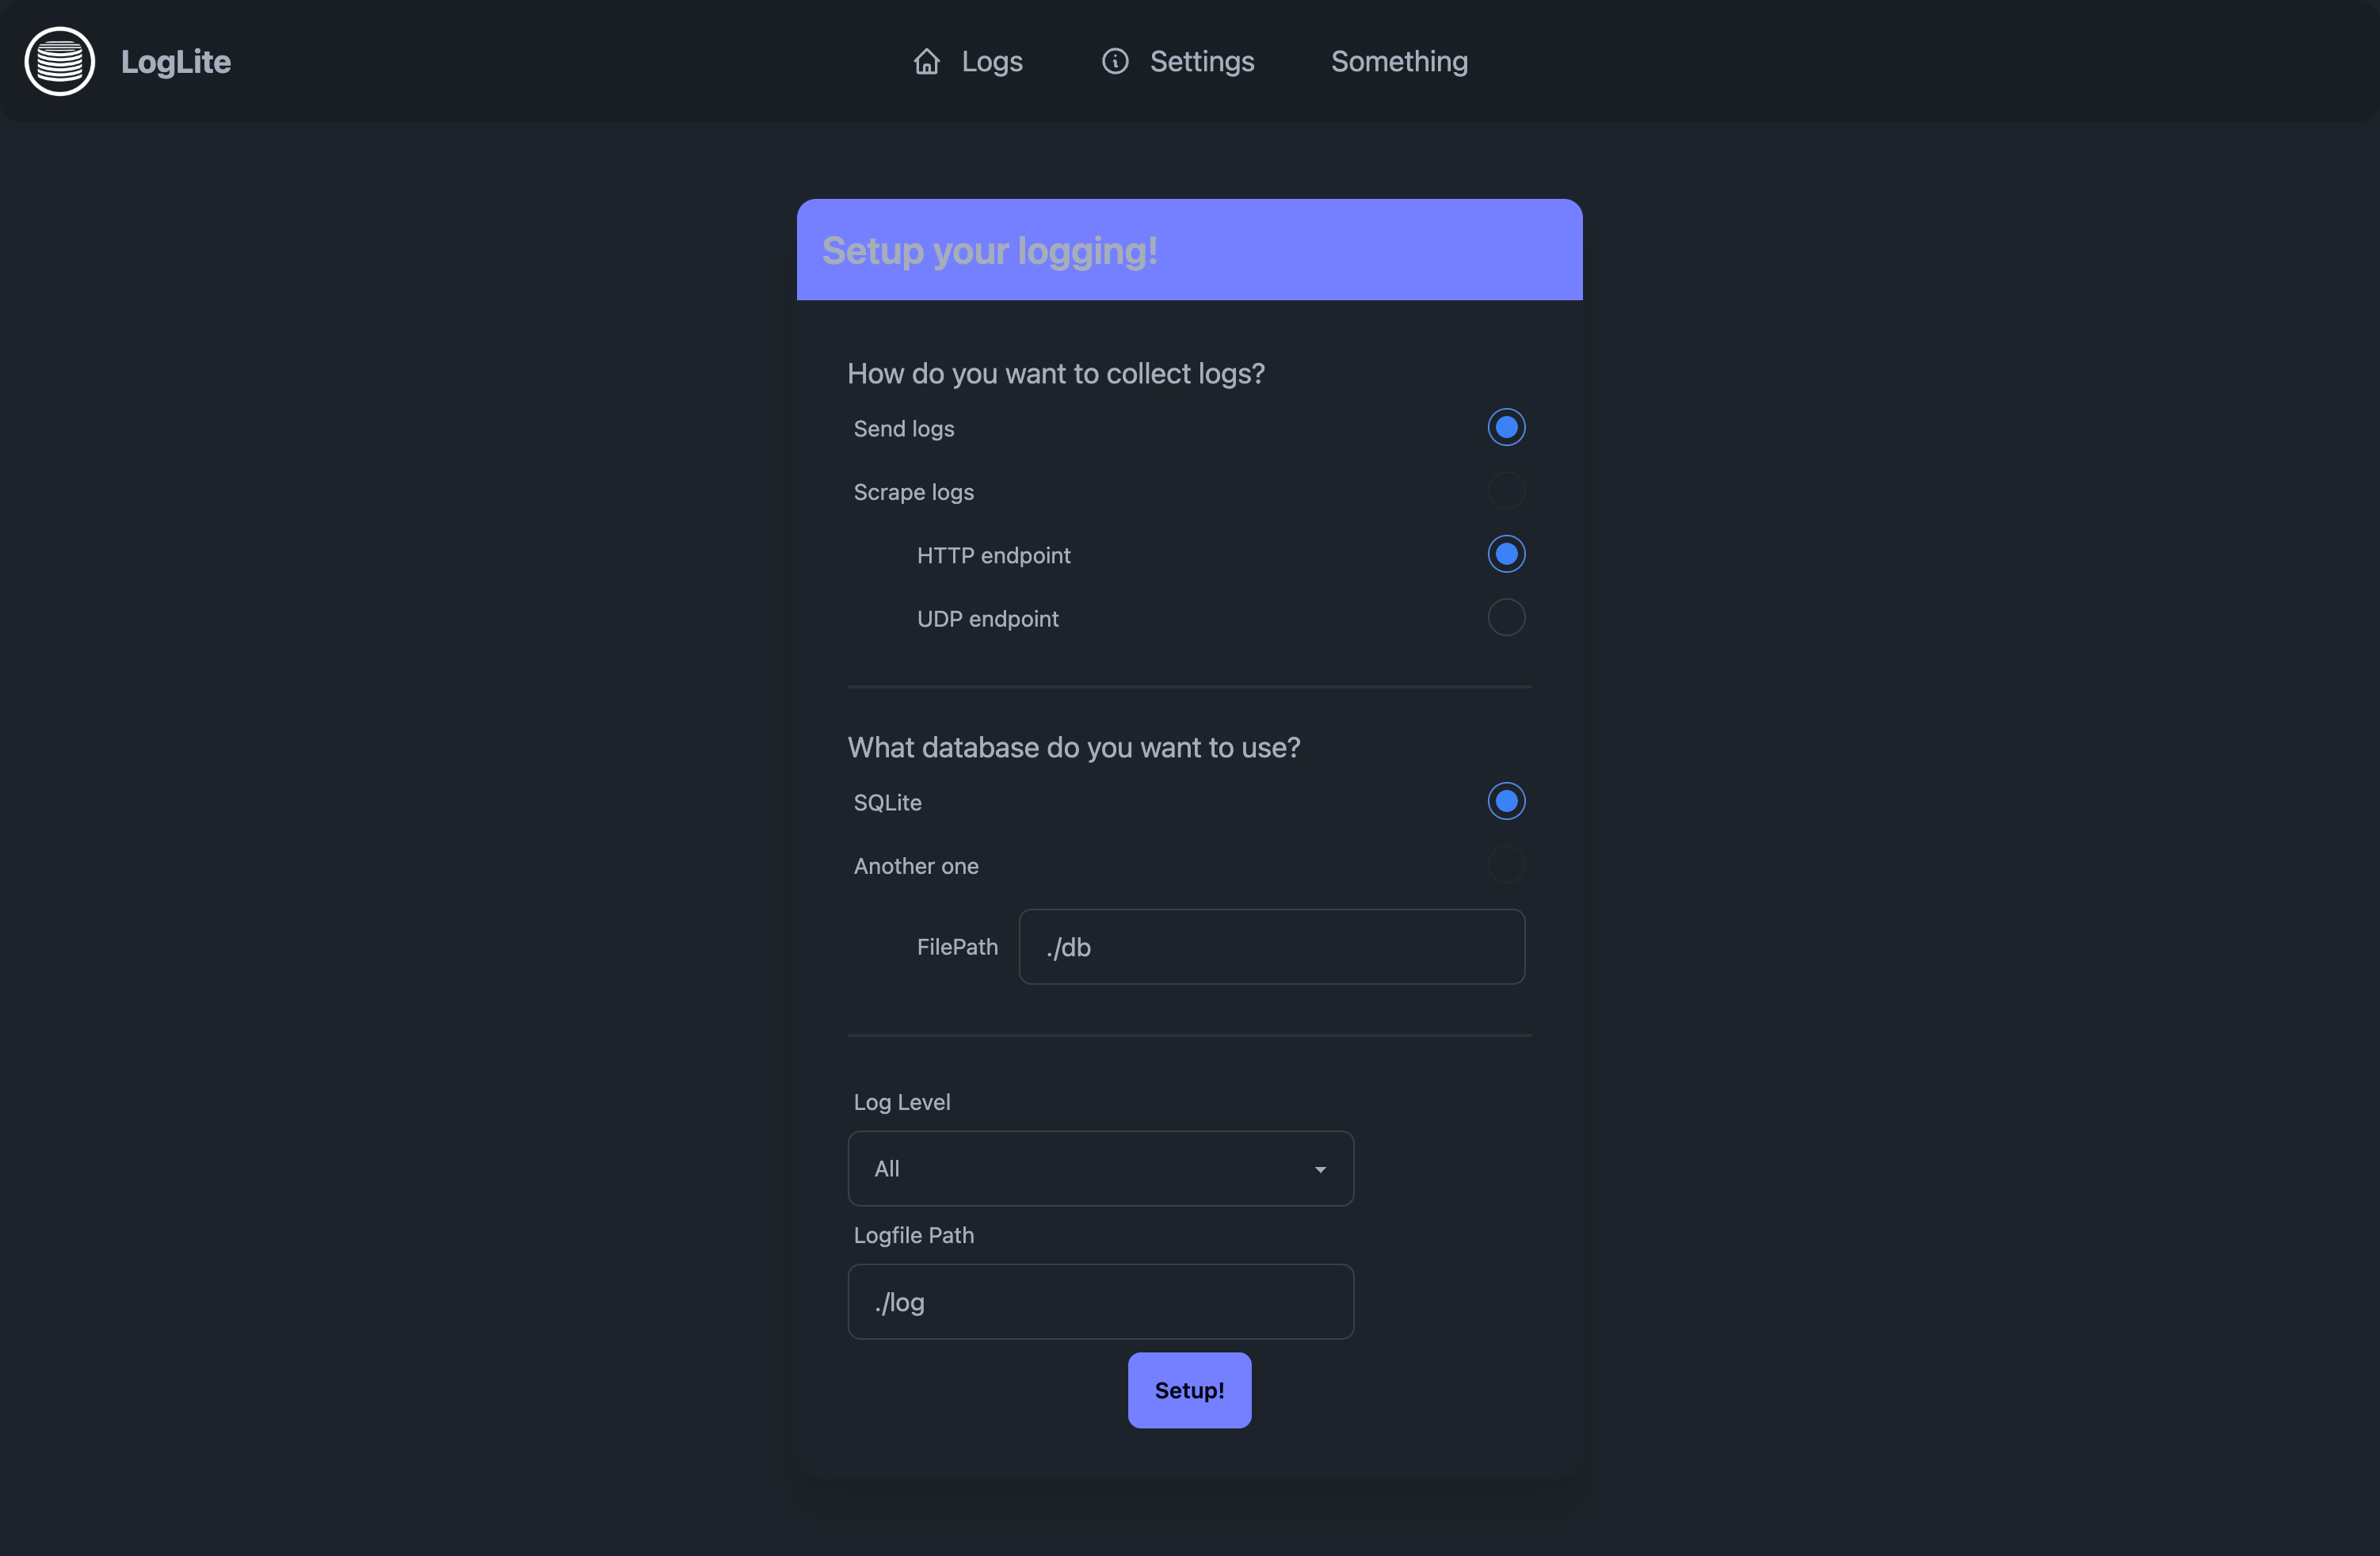 LogLite
Logs
Settings
Something
Setup your logging!
How do you want to collect logs?
Send logs
Scrape logs
HTTP endpoint
UDP endpoint
What database do you want to use?
SQLite
Another one
FilePath
./db
Log Level
All
Logfile Path
./log
Setup!